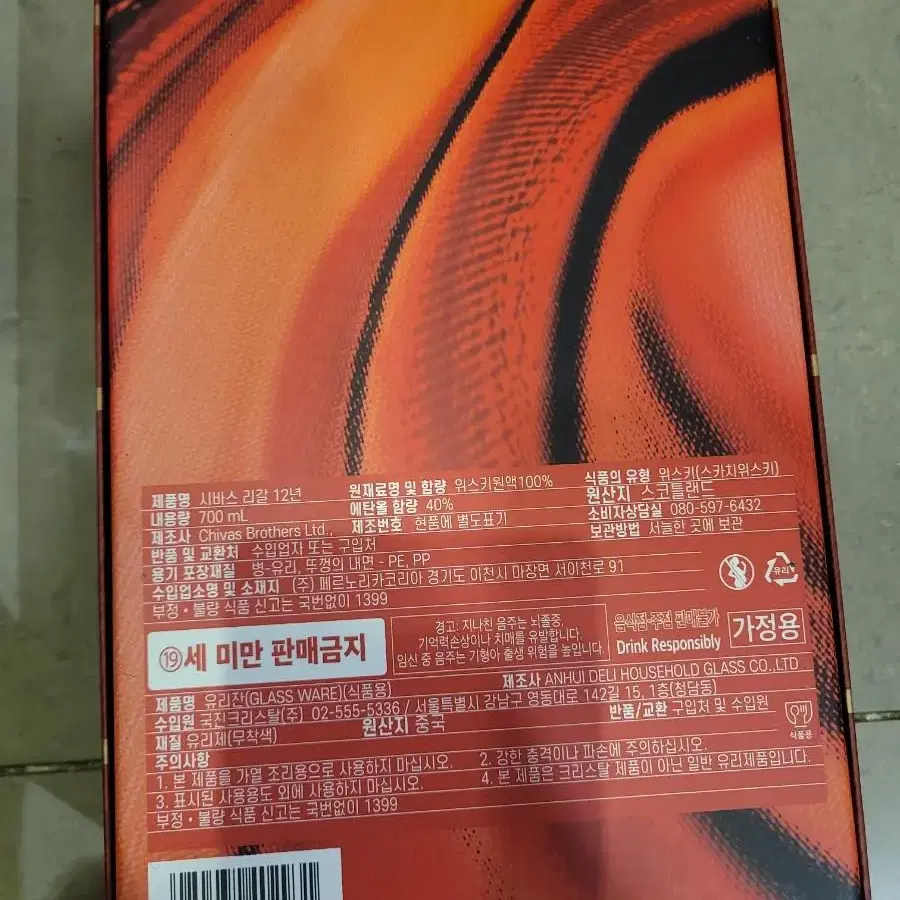 제품명 시바스 리갈 12년 원재료명 및 함량 위스키원액100% 식품의 유형 위스키(스카치위스키)
내용량 700 mL 에탄올 함량 40% 원산지 스코틀랜드
제조사 Chivas Brothers Ltd., 제조번호 현품에 별도표기 소비자상담실 080-597-6432
반품 및 교환처 수입업자 또는 구입처 보관방법 서늘한 곳에 보관
용기 포장재질 병-유리, 뚜껑의 내면 - PE, PP
수입업소명 및 소재지 (주) 페르노리카코리아 경기도 이천시 마장면 서이천로 91
부정·불량 식품 신고는 국번없이 1399
유리
⑲세 미만 판매금지
경고: 지나친 음주는 뇌졸중,
기억력손상이나 치매를 유발합니다.
임신 중 음주는 기형아 출생 위험을 높입니다.
음식점·주점 판매불가
Drink Responsibly
가정용
제품명 유리잔(GLASS WARE)(식품용) 제조사 ANHUI DELI HOUSEHOLD GLASS CO.,LTD
수입원 국진크리스탈(주) 02-555-5336 / 서울특별시 강남구 영동대로 142길 15, 1층(청담동)
재질 유리제(무착색) 원산지 중국 반품/교환 구입처 및 수입원
식품용
주의사항
1. 본 제품을 가열 조리용으로 사용하지 마십시오. 2. 강한 충격이나 파손에 주의하십시오.
3. 표시된 사용용도 외에 사용하지 마십시오. 4. 본 제품은 크리스탈 제품이 아닌 일반 유리제품입니다.
부정·불량 식품 신고는 국번없이 1399